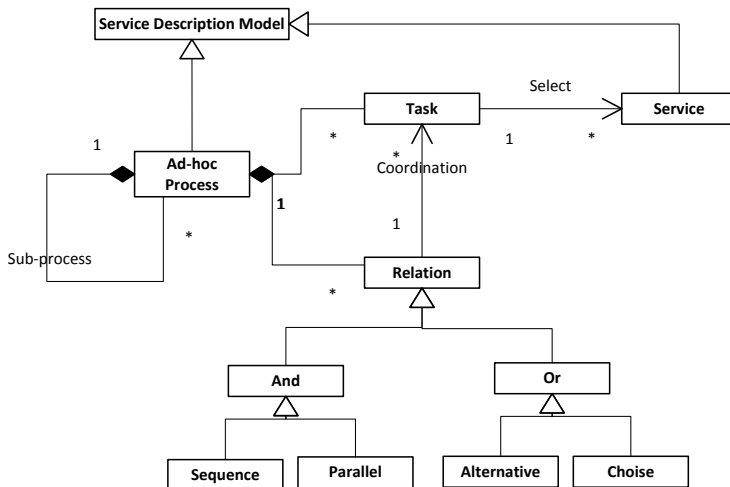 Service Description Model
Select
Task
Service
*
1
*
1
Ad-hoc
Process
*
Coordination
1
*
1
Sub-process
Relation
*
And
Or
Sequence
Parallel
Alternative
Choise